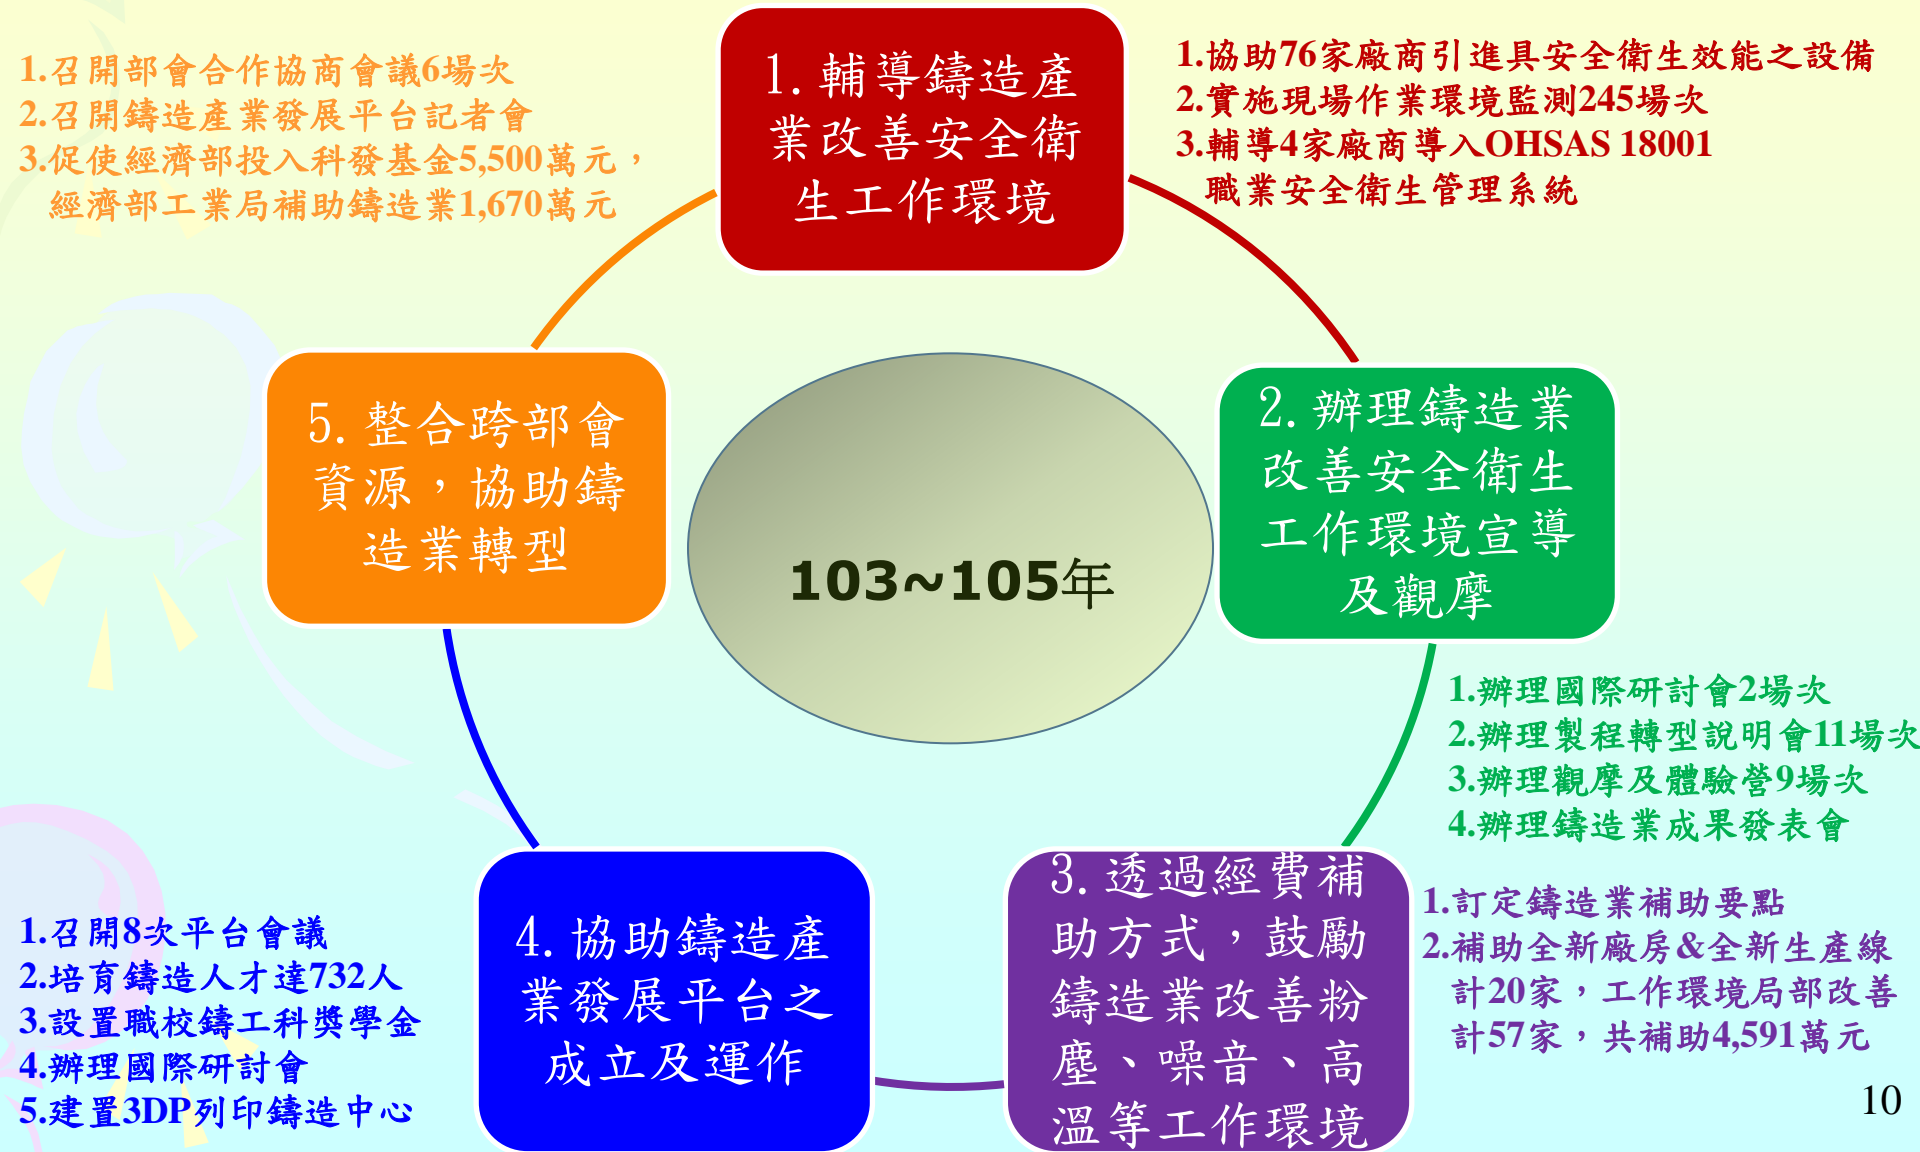 1.召開部會合作協商會議6場次
2.召開鑄造產業發展平台記者會
3.促使經濟部投入科發基金5,500萬元，
經濟部工業局補助鑄造業1,670萬元
1.輔導鑄造產
業改善安全衛
生工作環境
1.協助76家廠商引進具安全衛生效能之設備
2.實施現場作業環境監測245場次
3.輔導4家廠商導入OHSAS 18001
職業安全衛生管理系統
5.整合跨部會
資源，協助鑄
造業轉型
103~105年
2.辦理鑄造業
改善安全衛生
工作環境宣導
及觀摩
1.辦理國際研討會2場次
2.辦理製程轉型說明會11場次
3.辦理觀摩及體驗營9場次
4.辦理鑄造業成果發表會
1.召開8次平台會議
2.培育鑄造人才達732人
3.設置職校鑄工科獎學金
4.辦理國際研討會
5.建置3DP列印鑄造中心
4.協助鑄造產
業發展平台之
成立及運作
3.透過經費補
助方式，鼓勵
鑄造業改善粉
塵、噪音、高
溫等工作環境
1.訂定鑄造業補助要點
2.補助全新廠房&全新生產線
計20家，工作環境局部改善
計57家，共補助4,591萬元
10